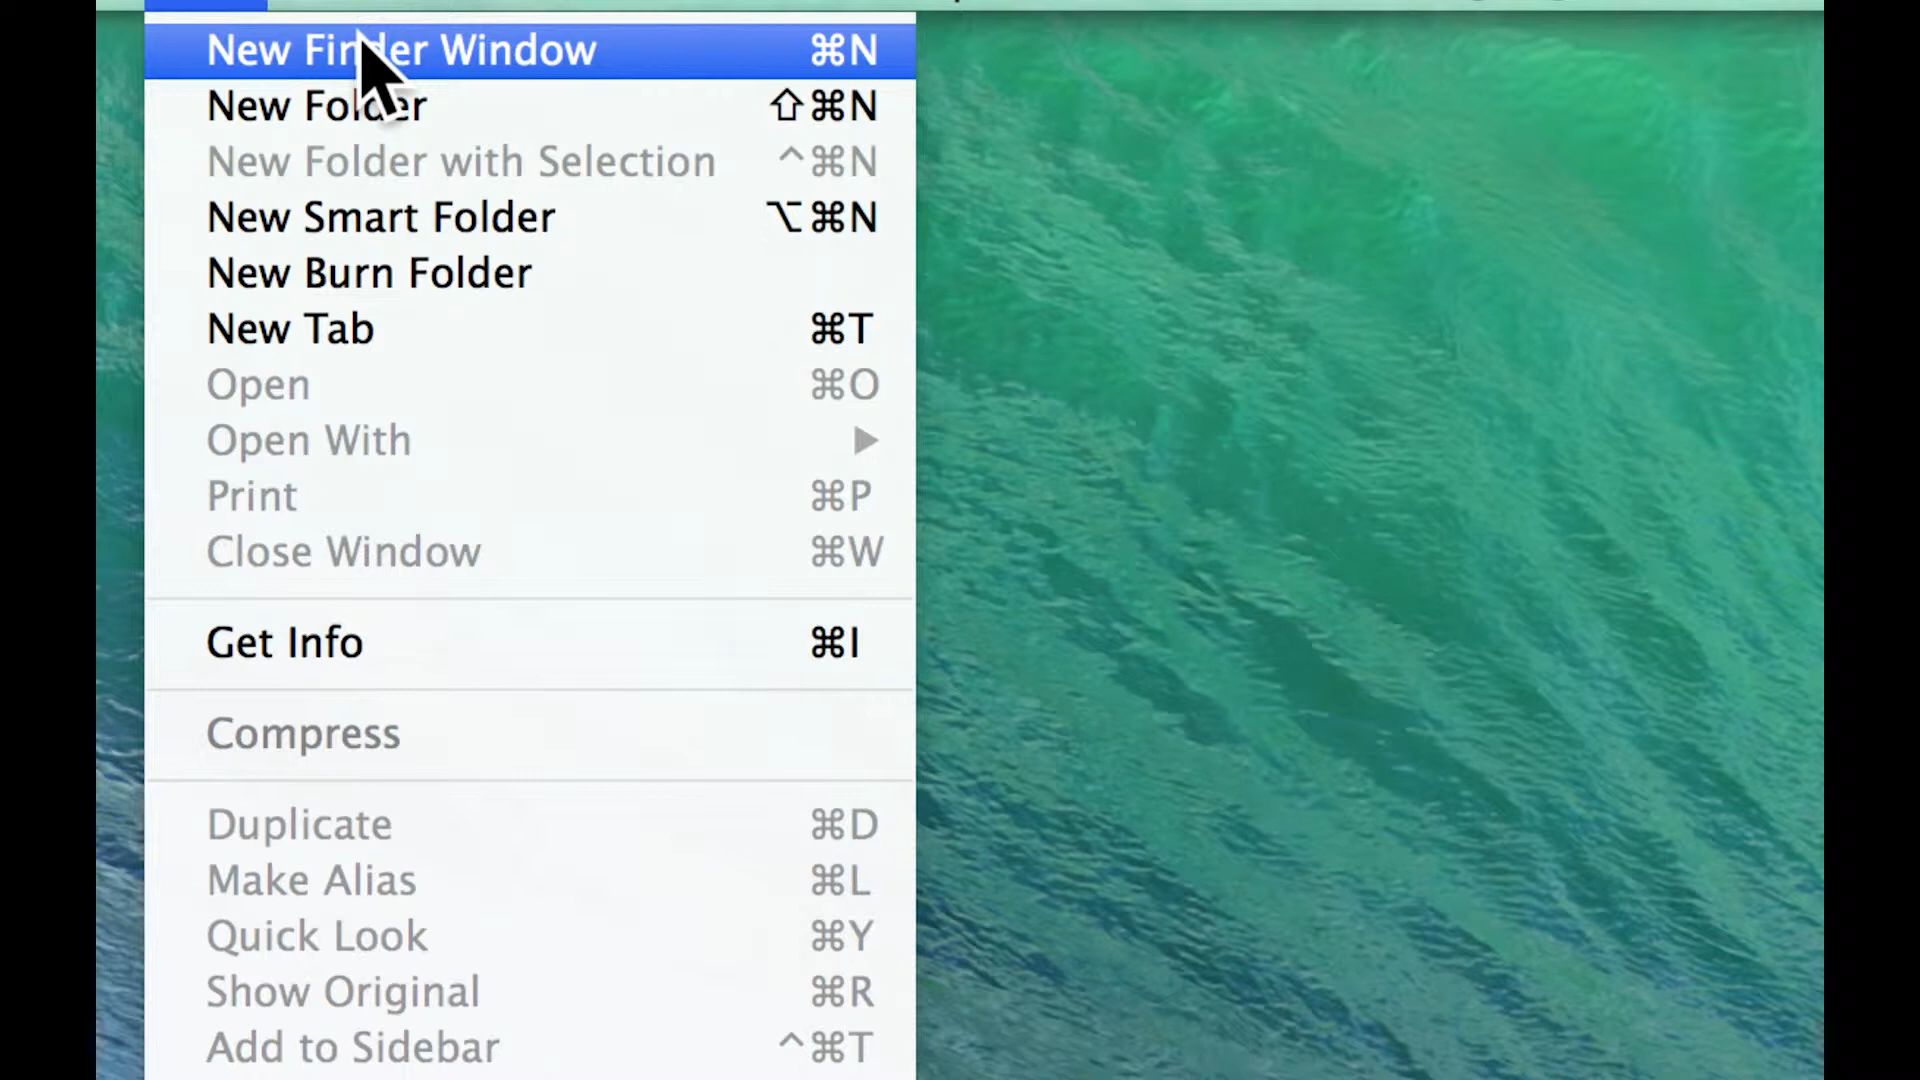 New Finder Window ⌘N
New Folder ⇧⌘N
New Folder with Selection ^⌘N
New Smart Folder ⌥⌘N
New Burn Folder
New Tab ⌘T
Open ⌘O
Open With ▶
Print ⌘P
Close Window ⌘W
Get Info ⌘I
Compress
Duplicate ⌘D
Make Alias ⌘L
Quick Look ⌘Y
Show Original ⌘R
Add to Sidebar ^⌘T